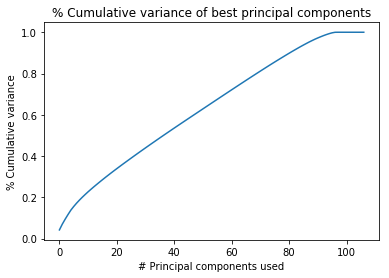 % Cumulative variance of best principal components
% Cumulative variance
1.0
0.8
0.6
0.4
0.2
0.0
0 20 40 60 80 100
# Principal components used